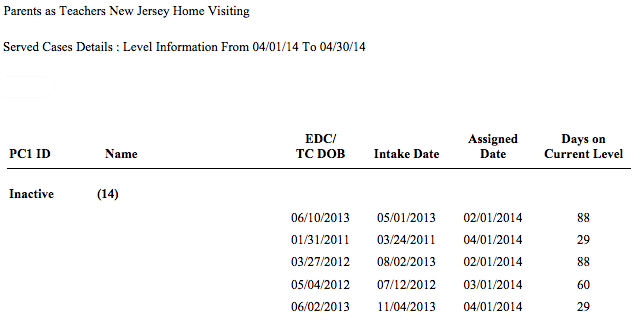 Parents as Teachers New Jersey Home Visiting
Served Cases Details : Level Information From 04/01/14 To 04/30/14
EDC/ Assigned Days on
PC1 ID Name TC DOB Intake Date Date Current Level
Inactive (14)
06/10/2013 05/01/2013 02/01/2014 88
01/31/2011 03/24/2011 04/01/2014 29
03/27/2012 08/02/2013 02/01/2014 88
05/04/2012 07/12/2012 03/01/2014 60
06/02/2013 11/04/2013 04/01/2014 29